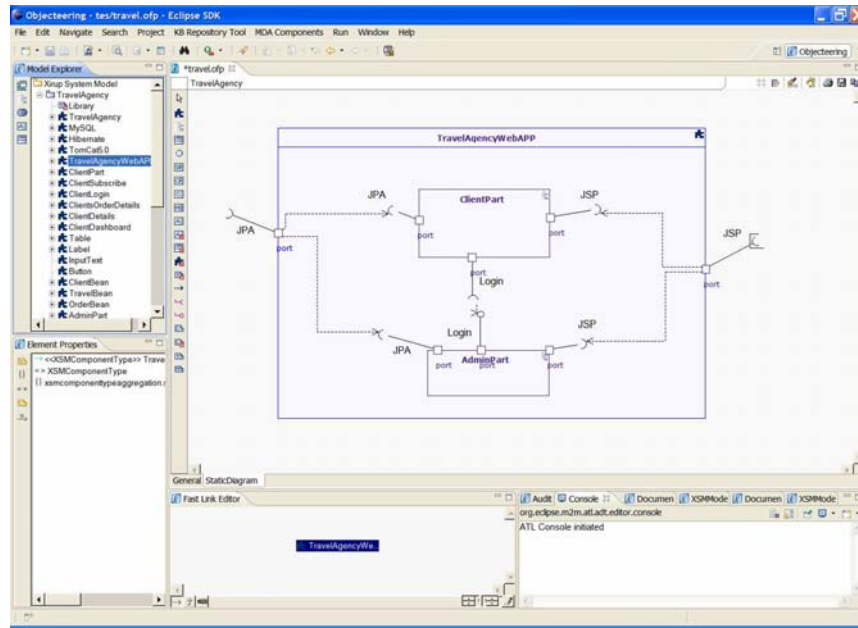 Objecteering - tes/travel.ofp - Eclipse SDK
File Edit Navigate Search Project KB Repository Tool MDA Components Run Window Help
Objecteering
Model Explorer
Xirup System Model
TravelAgency
Library
TravelAgency
MySQL
Hibernate
TomCat5.0
TravelAgencyWebAPP
ClientPart
ClientSubscribe
ClientLogin
ClientsOrderDetails
ClientDetails
ClientDashboard
Table
Label
InputText
Button
ClientBean
TravelBean
OrderBean
AdminPart
*travel.ofp
TravelAgency
TravelAgencyWebAPP
JPA
ClientPart
JSP
JPA
port
port
port
JSP
port
port
Login
Login
JSP
JPA
AdminPart
port
port
port
General StaticDiagram
Element Properties
<<XSMComponentType>> Trave
XSMComponentType
xsmcomponenttypeaggregation.
Fast Link Editor
TravelAgencyWe..
Audit Console Documen XSMMode Documen XSMMode
org.eclipse.m2m.atl.adt.editor.console
ATL Console initiated